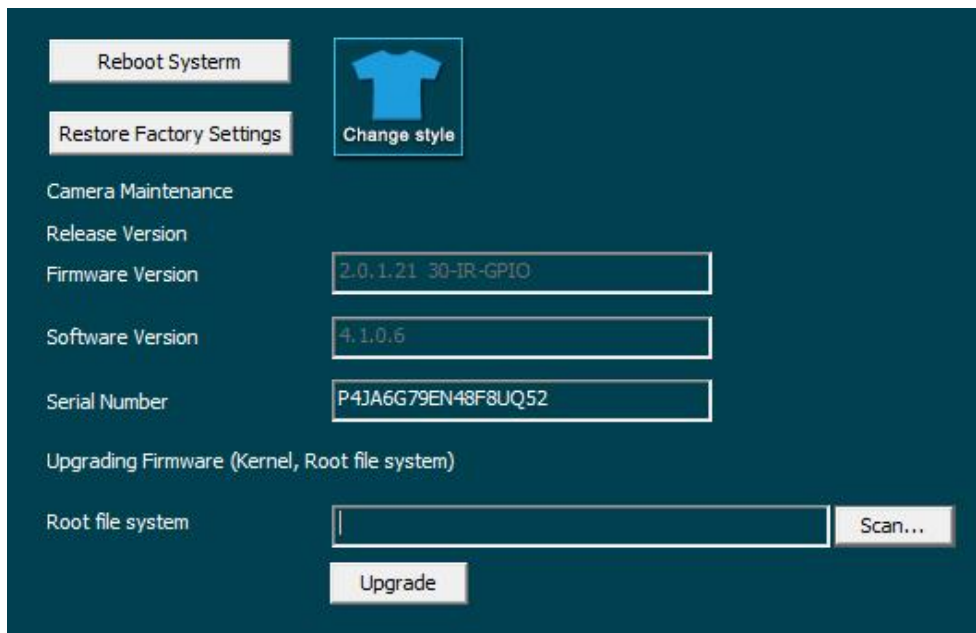 Reboot Systerm
Restore Factory Settings
Change style
Camera Maintenance
Release Version
Firmware Version 2.0.1.21 30-IR-GPIO
Software Version 4.1.0.6
Serial Number P4JA6G79EN48F8UQ52
Upgrading Firmware (Kernel, Root file system)
Root file system Scan...
Upgrade